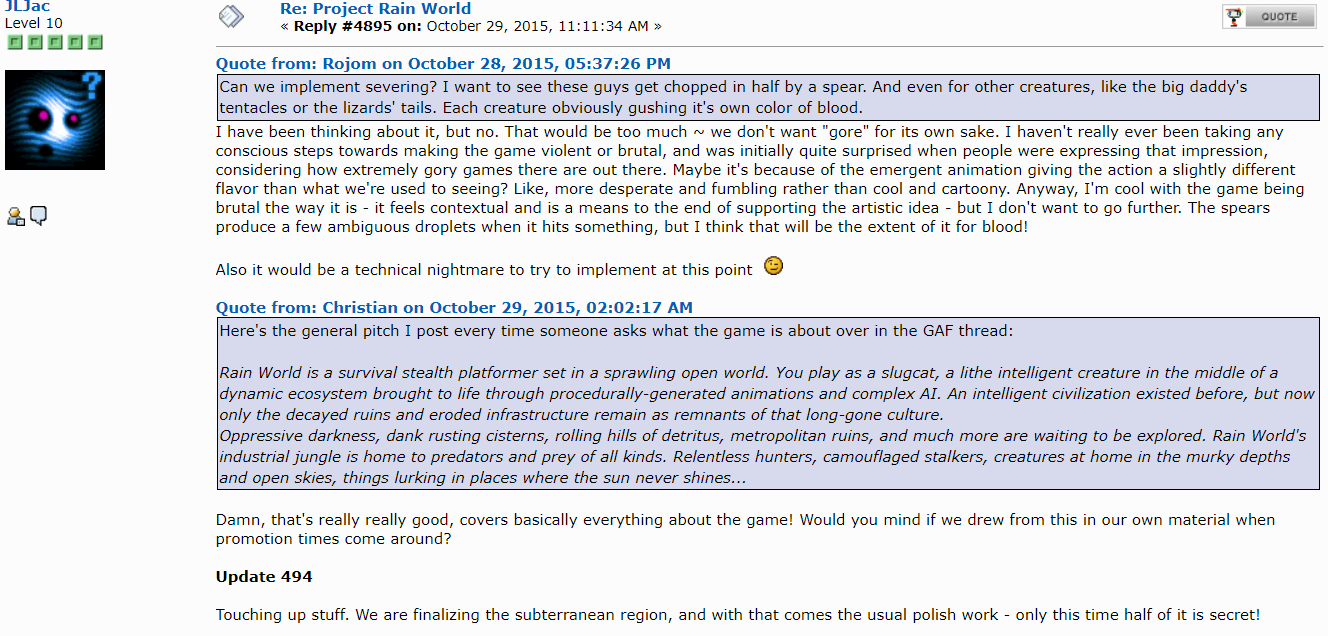 JLJac
Level 10
Re: Project Rain World
« Reply #4895 on: October 29, 2015, 11:11:34 AM »
QUOTE
Quote from: Rojom on October 28, 2015, 05:37:26 PM
Can we implement severing? I want to see these guys get chopped in half by a spear. And even for other creatures, like the big daddy's
tentacles or the lizards' tails. Each creature obviously gushing it's own color of blood.
I have been thinking about it, but no. That would be too much ~ we don't want "gore" for its own sake. I haven't really ever been taking any
conscious steps towards making the game violent or brutal, and was initially quite surprised when people were expressing that impression,
considering how extremely gory games there are out there. Maybe it's because of the emergent animation giving the action a slightly different
flavor than what we're used to seeing? Like, more desperate and fumbling rather than cool and cartoony. Anyway, I'm cool with the game being
brutal the way it is - it feels contextual and is a means to the end of supporting the artistic idea - but I don't want to go further. The spears
produce a few ambiguous droplets when it hits something, but I think that will be the extent of it for blood!
Also it would be a technical nightmare to try to implement at this point
Quote from: Christian on October 29, 2015, 02:02:17 AM
Here's the general pitch I post every time someone asks what the game is about over in the GAF thread:
Rain World is a survival stealth platformer set in a sprawling open world. You play as a slugcat, a lithe intelligent creature in the middle of a
dynamic ecosystem brought to life through procedurally-generated animations and complex AI. An intelligent civilization existed before, but now
only the decayed ruins and eroded infrastructure remain as remnants of that long-gone culture.
Oppressive darkness, dank rusting cisterns, rolling hills of detritus, metropolitan ruins, and much more are waiting to be explored. Rain World's
industrial jungle is home to predators and prey of all kinds. Relentless hunters, camouflaged stalkers, creatures at home in the murky depths
and open skies, things lurking in places where the sun never shines...
Damn, that's really really good, covers basically everything about the game! Would you mind if we drew from this in our own material when
promotion times come around?
Update 494
Touching up stuff. We are finalizing the subterranean region, and with that comes the usual polish work - only this time half of it is secret!